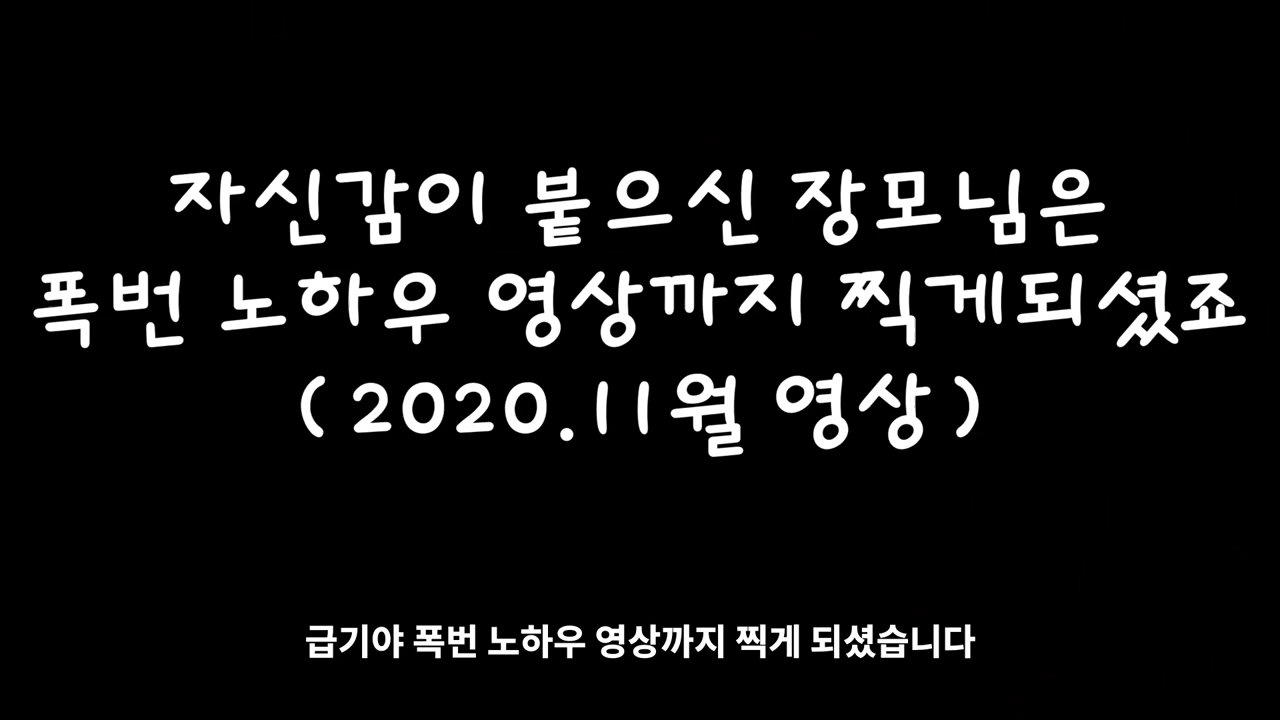 자신감이 붙으신 장모님은
폭번 노하우 영상까지 찍게되셨죠
(2020.11월 영상)
급기야 폭번 노하우 영상까지 찍게 되셨습니다